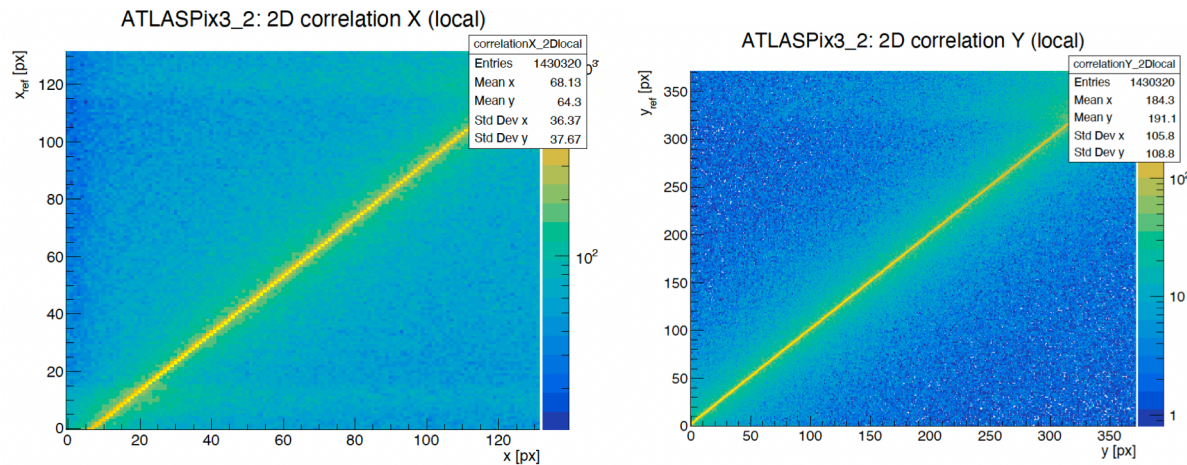 ATLASPix3_2: 2D correlation X (local)
x_ref [px]
120
100
80
60
40
20
0
0 20 40 60 80 100 120
x [px]
correlationX_2Dlocal
Entries 1430320
Mean x 68.13
Mean y 64.3
Std Dev x 36.37
Std Dev y 37.67
10²
ATLASPix3_2: 2D correlation Y (local)
y_ref [px]
350
300
250
200
150
100
50
0
0 50 100 150 200 250 300 350
y [px]
correlationY_2Dlocal
Entries 1430320
Mean x 184.3
Mean y 191.1
Std Dev x 105.8
Std Dev y 108.8
10²
10
1